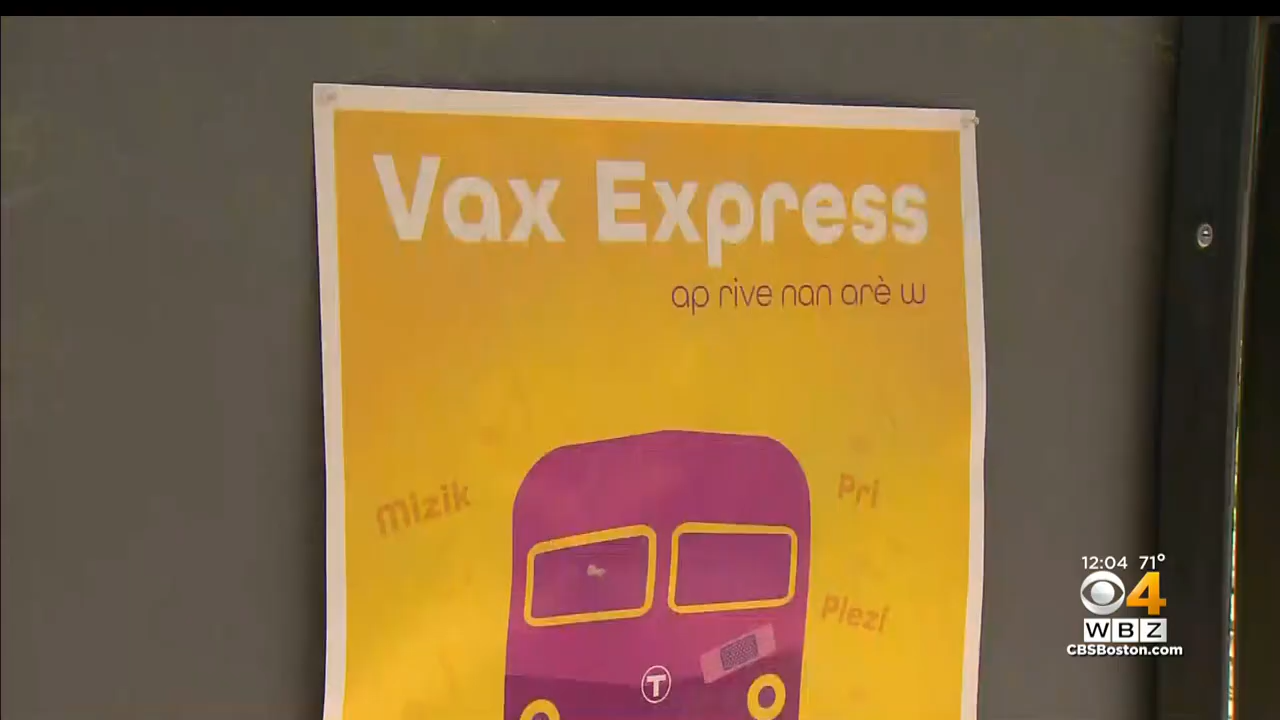 Vax Express
ap rive nan arè w
Mizik
Pri
Plezi
T
12:04 71°
4
WBZ
CBSBoston.com